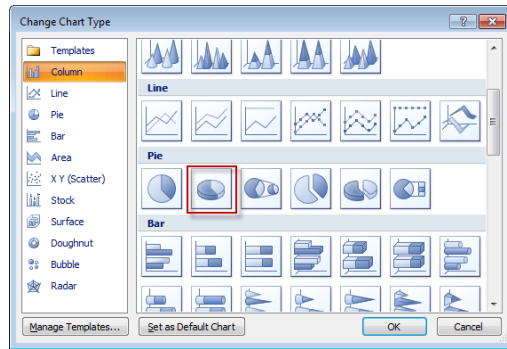 Change Chart Type
Templates
Column
Line
Pie
Bar
Area
X Y (Scatter)
Stock
Surface
Doughnut
Bubble
Radar
Line
Pie
Bar
Manage Templates...
Set as Default Chart
OK
Cancel